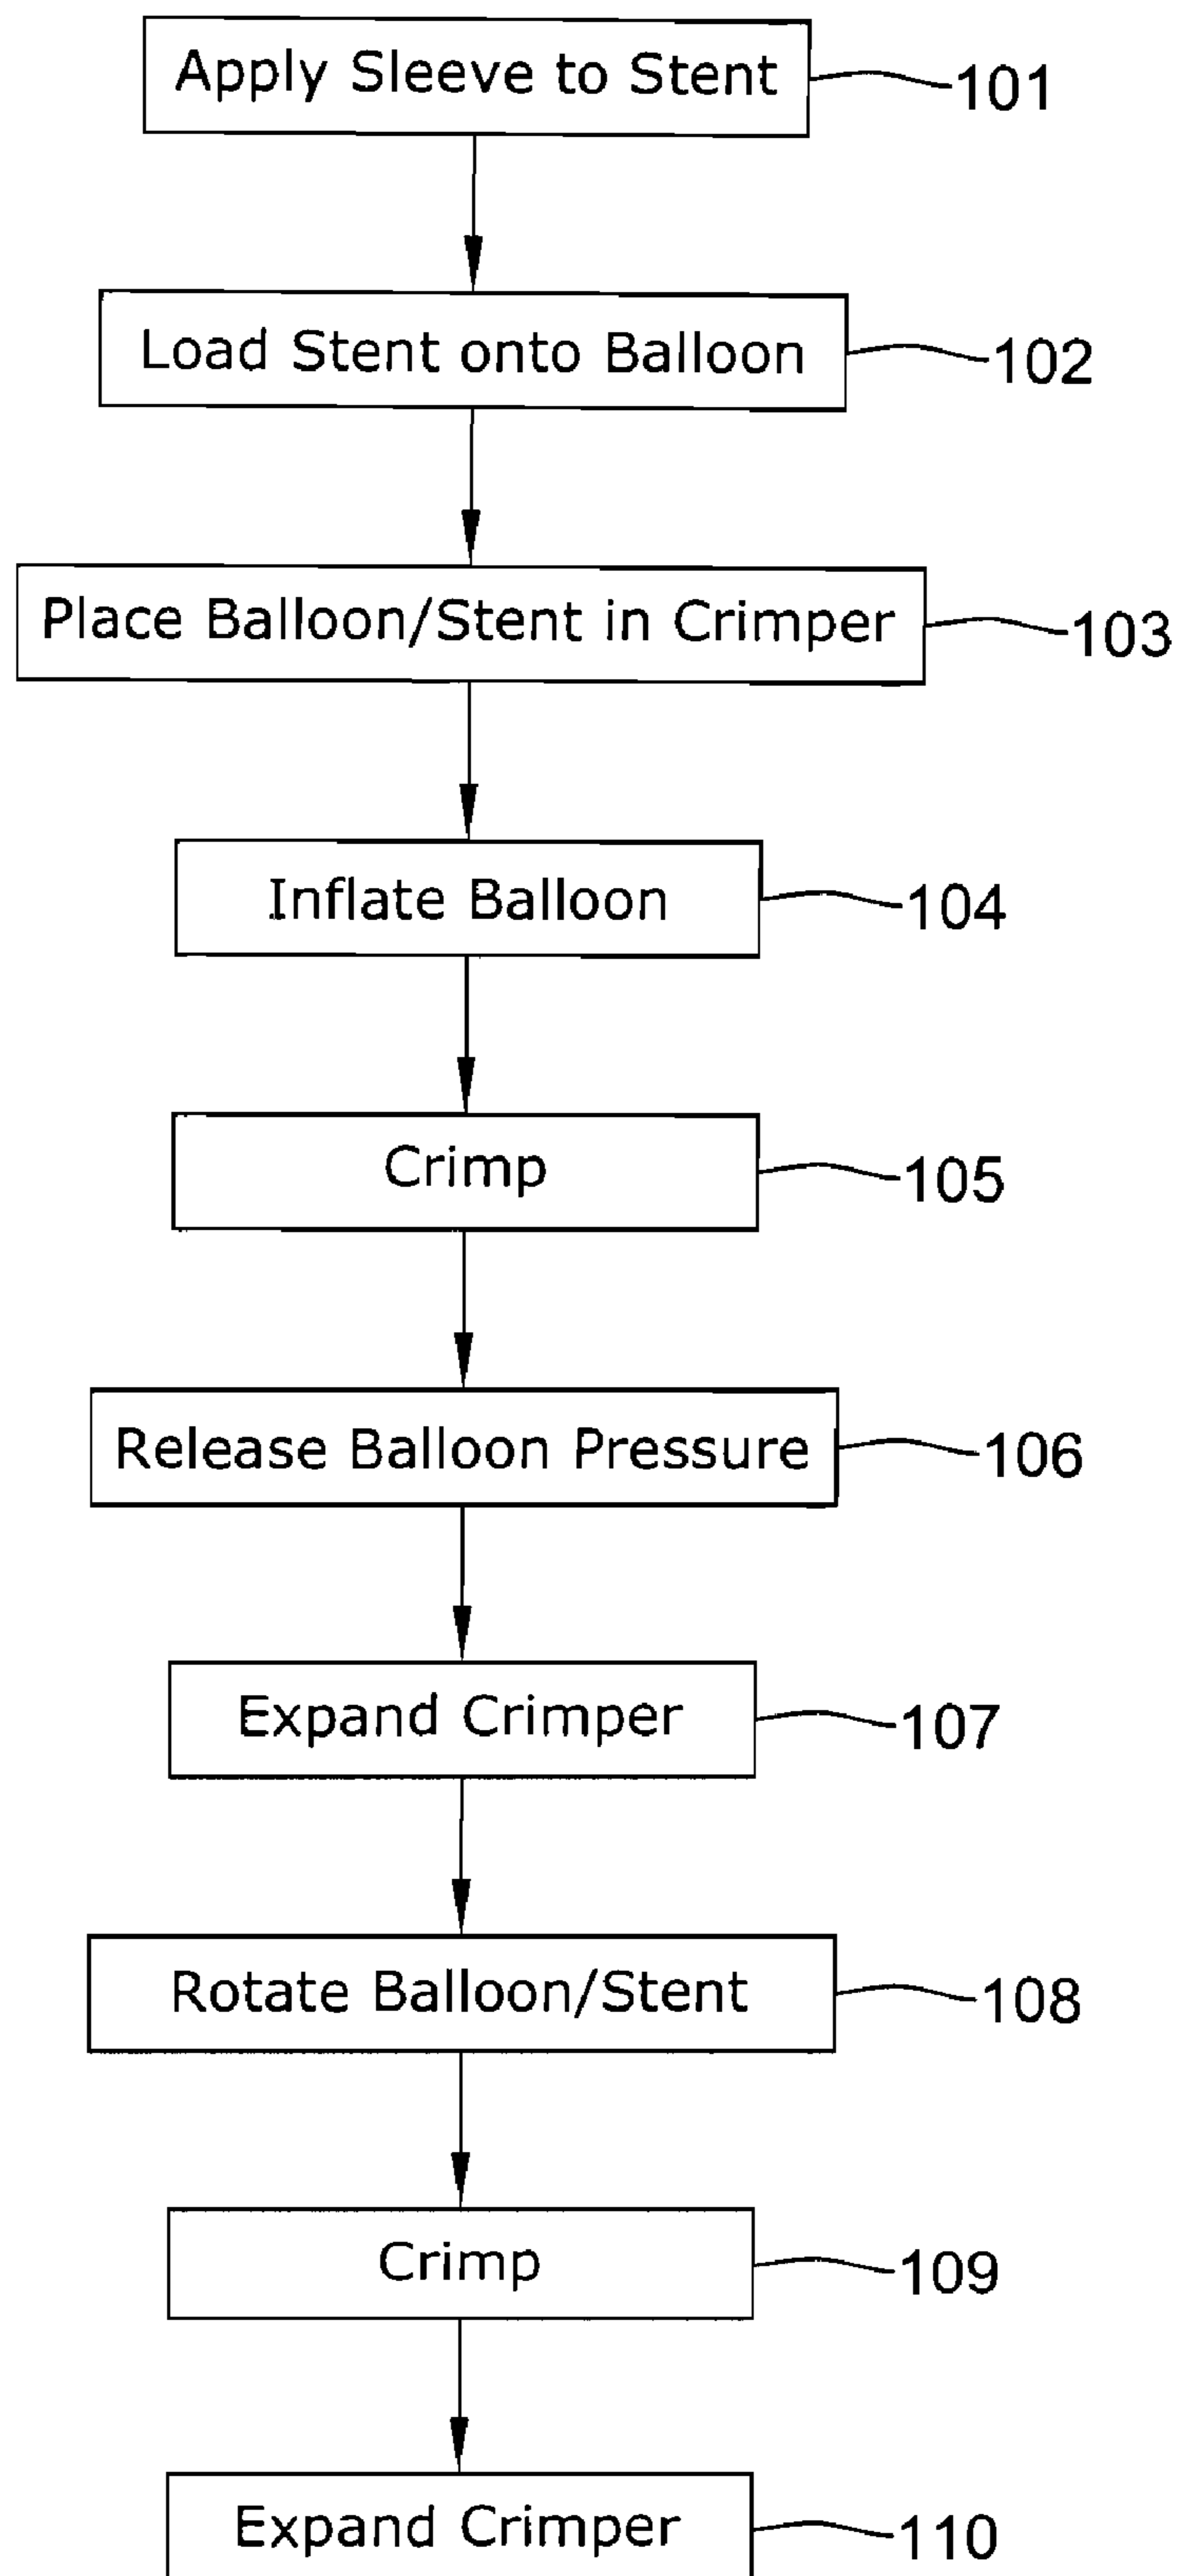 Apply Sleeve to Stent 101
Load Stent onto Balloon 102
Place Balloon/Stent in Crimper 103
Inflate Balloon 104
Crimp 105
Release Balloon Pressure 106
Expand Crimper 107
Rotate Balloon/Stent 108
Crimp 109
Expand Crimper 110